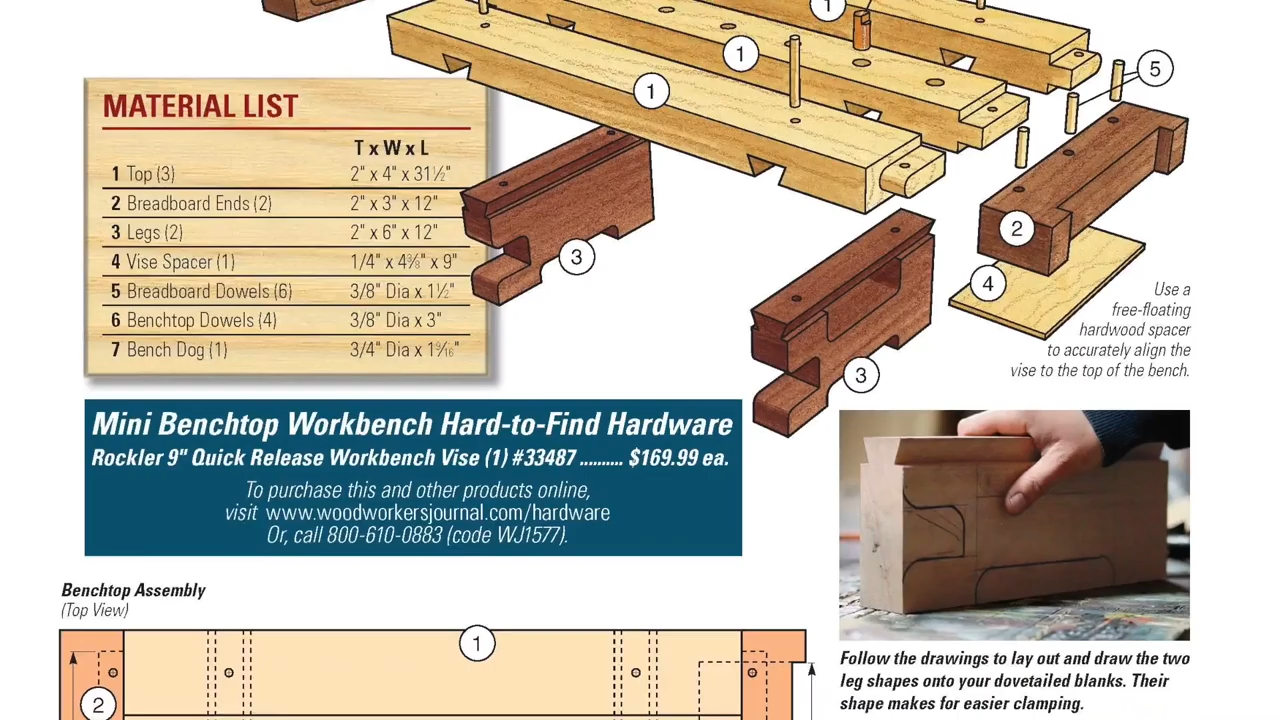 1
1
1
5
MATERIAL LIST
T x W x L
1 Top (3) 2" x 4" x 31½"
2 Breadboard Ends (2) 2" x 3" x 12"
3 Legs (2) 2" x 6" x 12"
4 Vise Spacer (1) 1/4" x 4⅜" x 9"
5 Breadboard Dowels (6) 3/8" Dia x 1½"
6 Benchtop Dowels (4) 3/8" Dia x 3"
7 Bench Dog (1) 3/4" Dia x 1 9/16"
3
2
4
3
Use a
free-floating
hardwood spacer
to accurately align the
vise to the top of the bench.
Mini Benchtop Workbench Hard-to-Find Hardware
Rockler 9" Quick Release Workbench Vise (1) #33487 .......... $169.99 ea.
To purchase this and other products online,
visit www.woodworkersjournal.com/hardware
Or, call 800-610-0883 (code WJ1577).
Benchtop Assembly
(Top View)
1
2
Follow the drawings to lay out and draw the two
leg shapes onto your dovetailed blanks. Their
shape makes for easier clamping.